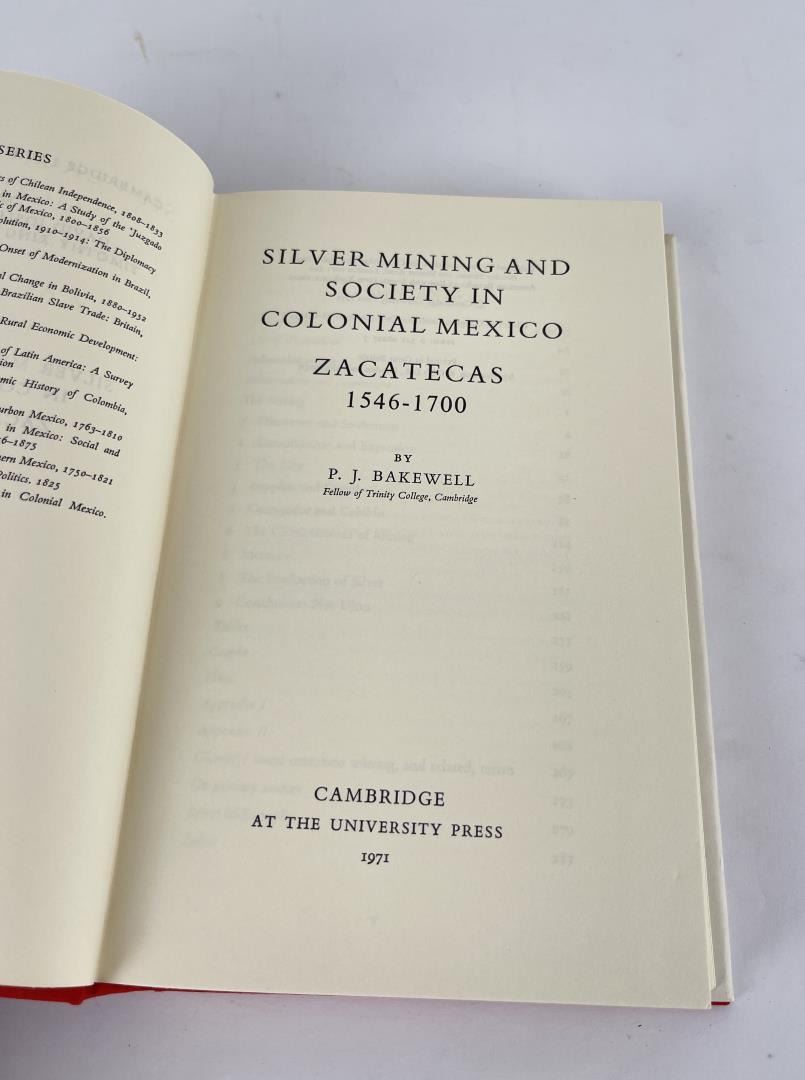 SERIES
s of Chilean Independence, 1808–1833
in Mexico: A Study of the 'Juzgado
ic of Mexico, 1800–1856
olution, 1910–1914: The Diplomacy
Onset of Modernization in Brazil,
l Change in Bolivia, 1880–1952
Brazilian Slave Trade: Britain,
Rural Economic Development:
of Latin America: A Survey
mic History of Colombia,
urbon Mexico, 1763–1810
in Mexico: Social and
6–1875
ern Mexico, 1750–1821
Politics. 1825
in Colonial Mexico.
SILVER MINING AND
SOCIETY IN
COLONIAL MEXICO
ZACATECAS
1546-1700
BY
P. J. BAKEWELL
Fellow of Trinity College, Cambridge
CAMBRIDGE
AT THE UNIVERSITY PRESS
1971